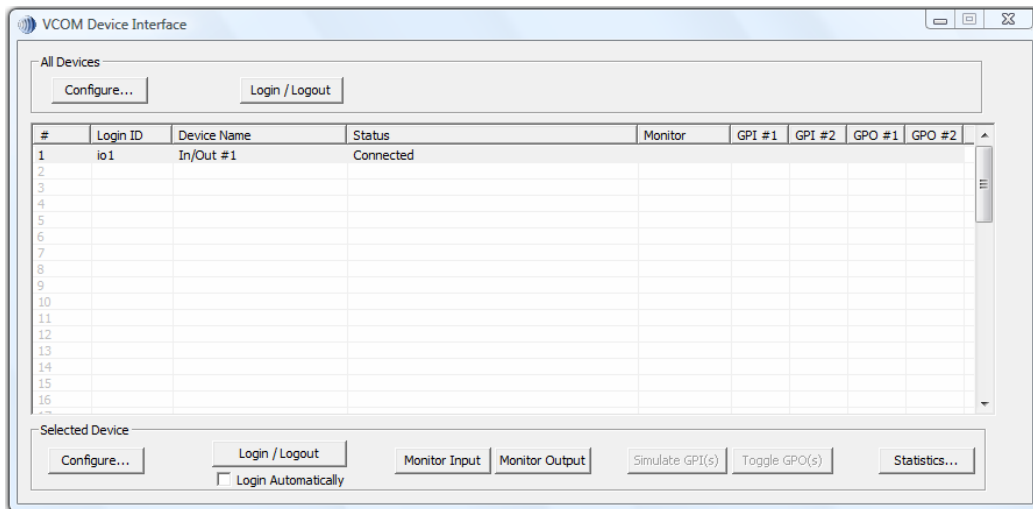 VCOM Device Interface
All Devices
Configure... Login / Logout
# Login ID Device Name Status Monitor GPI #1 GPI #2 GPO #1 GPO #2
1 io1 In/Out #1 Connected
2
3
4
5
6
7
8
9
10
11
12
13
14
15
16
Selected Device
Configure... Login / Logout Monitor Input Monitor Output Simulate GPI(s) Toggle GPO(s) Statistics...
Login Automatically